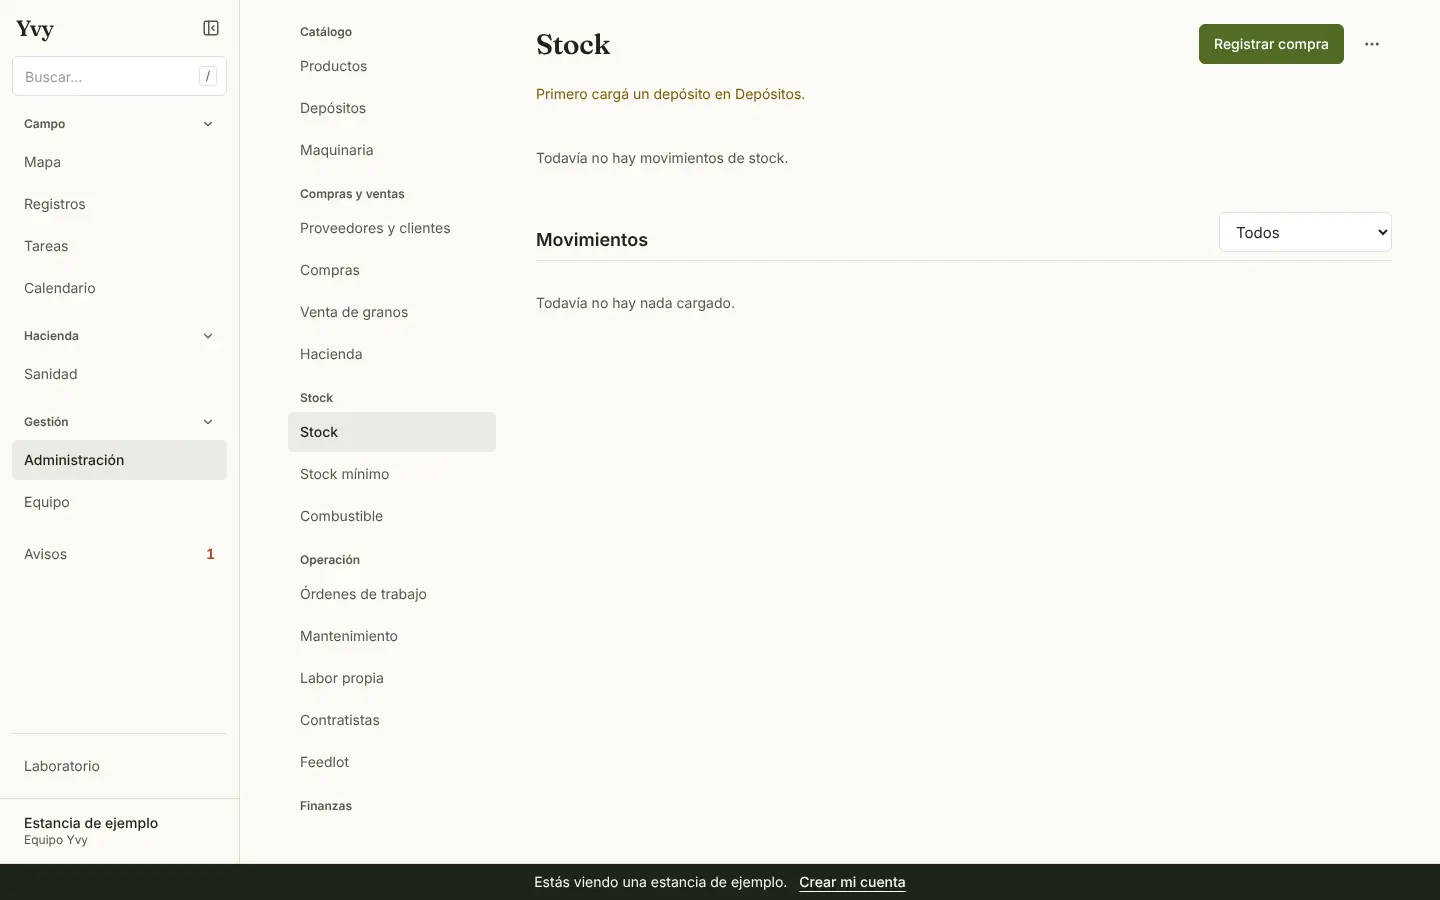 Yvy
Buscar...
/
Campo
Mapa
Registros
Tareas
Calendario
Hacienda
Sanidad
Gestión
Administración
Equipo
Avisos 1
Laboratorio
Estancia de ejemplo
Equipo Yvy
Catálogo
Productos
Depósitos
Maquinaria
Compras y ventas
Proveedores y clientes
Compras
Venta de granos
Hacienda
Stock
Stock
Stock mínimo
Combustible
Operación
Órdenes de trabajo
Mantenimiento
Labor propia
Contratistas
Feedlot
Finanzas
Stock
Registrar compra
Primero cargá un depósito en Depósitos.
Todavía no hay movimientos de stock.
Movimientos
Todos
Todavía no hay nada cargado.
Estás viendo una estancia de ejemplo. Crear mi cuenta